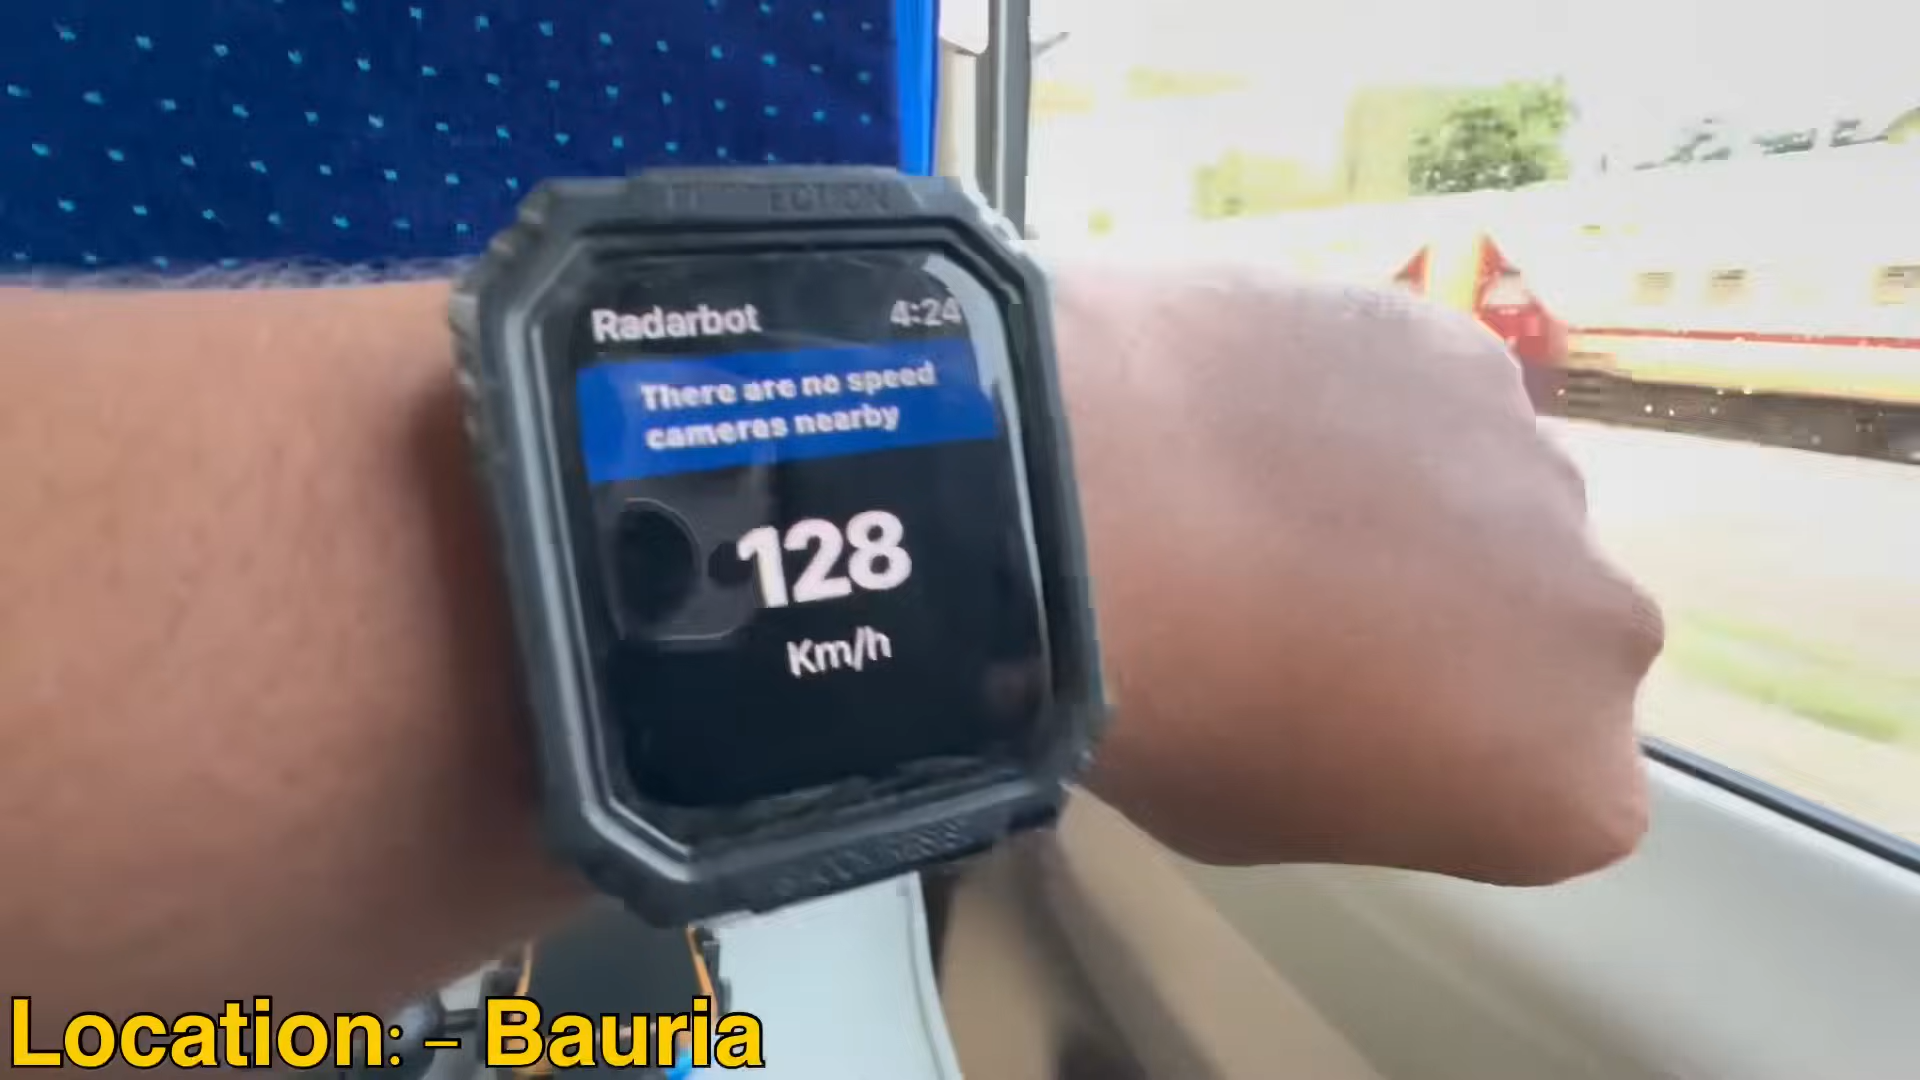 Radarbot 4:24
There are no speed
cameras nearby
128
Km/h
Location: – Bauria